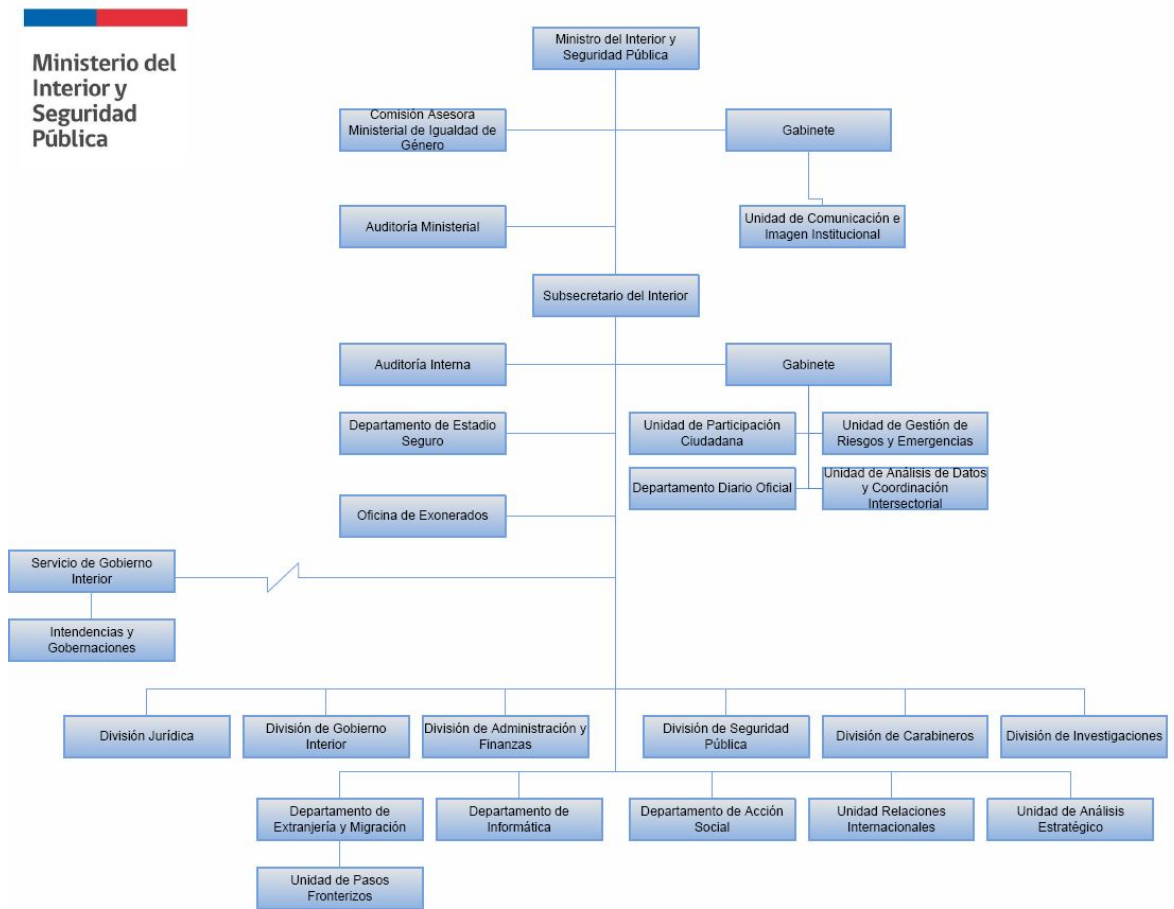 Ministerio del
Interior y
Seguridad
Pública
Ministro del Interior y
Seguridad Pública
Comisión Asesora
Ministerial de Igualdad de
Género
Gabinete
Auditoría Ministerial
Unidad de Comunicación e
Imagen Institucional
Subsecretario del Interior
Auditoría Interna
Gabinete
Departamento de Estadio
Seguro
Unidad de Participación
Ciudadana
Unidad de Gestión de
Riesgos y Emergencias
Departamento Diario Oficial
Unidad de Análisis de Datos
y Coordinación
Intersectorial
Oficina de Exonerados
Servicio de Gobierno
Interior
Intendencias y
Gobernaciones
División Jurídica
División de Gobierno
Interior
División de Administración y
Finanzas
División de Seguridad
Pública
División de Carabineros
División de Investigaciones
Departamento de
Extranjería y Migración
Departamento de
Informática
Departamento de Acción
Social
Unidad Relaciones
Internacionales
Unidad de Análisis
Estratégico
Unidad de Pasos
Fronterizos